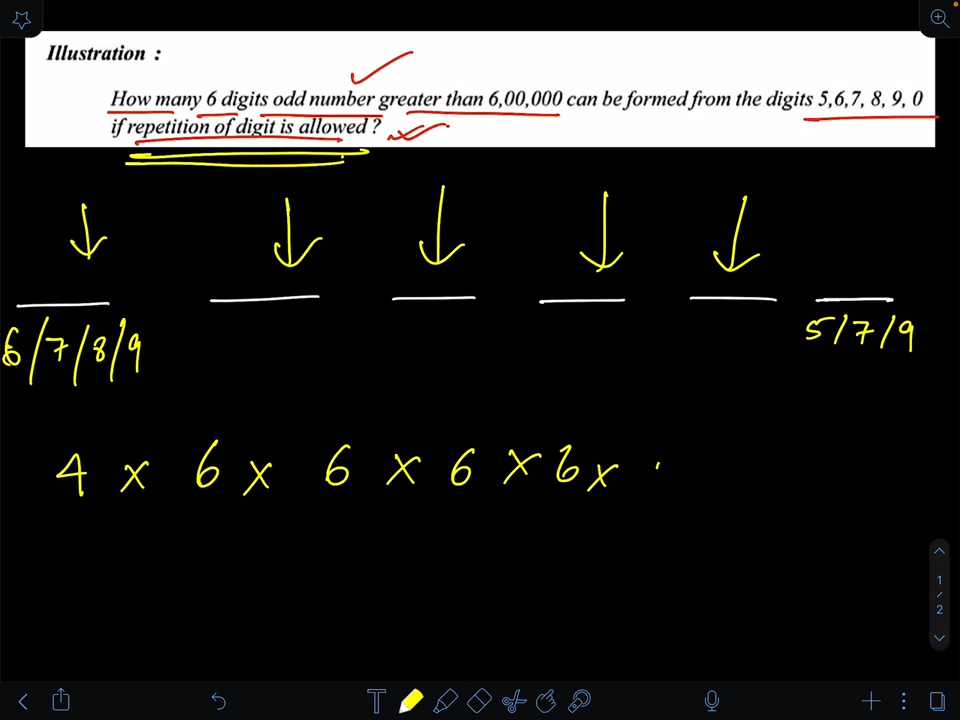 Illustration :
How many 6 digits odd number greater than 6,00,000 can be formed from the digits 5,6,7, 8, 9, 0
if repetition of digit is allowed ?
6/7/8/9 5/7/9
4 x 6 x 6 x 6 x 6 x
1
/
2
T